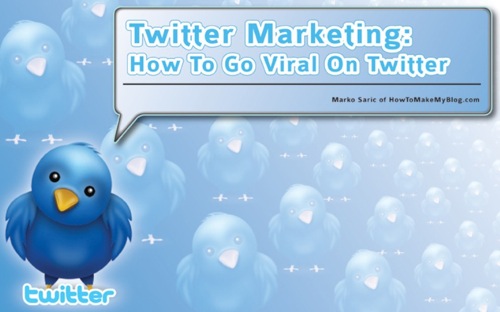 Twitter Marketing:
How To Go Viral On Twitter
Marko Saric of HowToMakeMyBlog.com
twitter